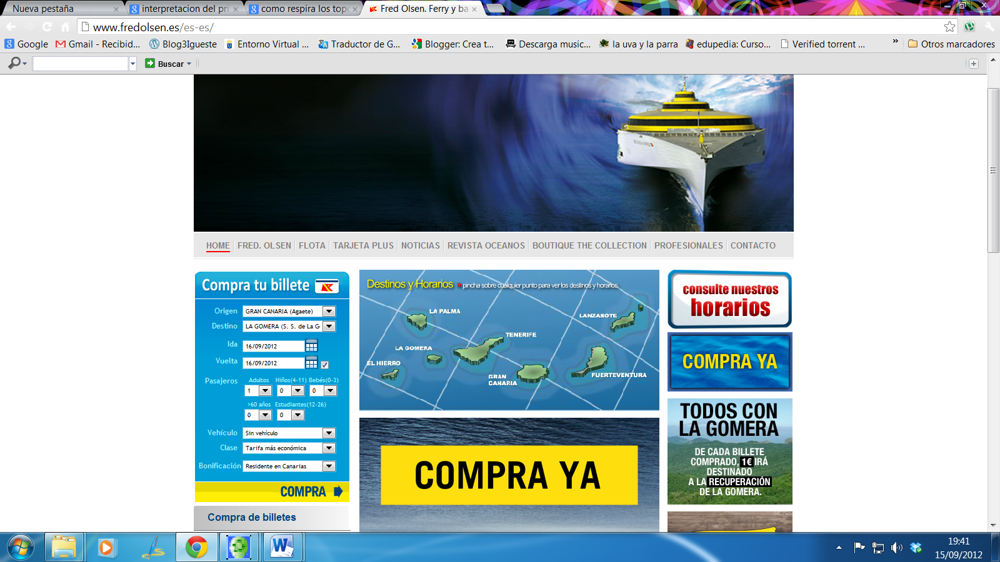 Nueva pestaña
interpretacion del pri
como respira los topo
Fred Olsen. Ferry y ba
www.fredolsen.es/es-es/
Google
Gmail - Recibid...
Blog3Igueste
Entorno Virtual ...
Traductor de G...
Blogger: Crea t...
Descarga music...
la uva y la parra
edupedia: Curso...
Verified torrent ...
»
Otros marcadores
Buscar
HOME
FRED. OLSEN
FLOTA
TARJETA PLUS
NOTICIAS
REVISTA OCEANOS
BOUTIQUE THE COLLECTION
PROFESIONALES
CONTACTO
Compra tu billete
Origen GRAN CANARIA (Agaete)
Destino LA GOMERA (S. S. de La Go
Ida 16/09/2012
Vuelta 16/09/2012
Pasajeros Adultos Niños(4-11) Bebés(0-3)
1 0 0
>60 años Estudiantes(12-26)
0 0
Vehículo Sin vehículo
Clase Tarifa más económica
Bonificación Residente en Canarias
COMPRA
Compra de billetes
Destinos y Horarios » pincha sobre cualquier punto para ver los destinos y horarios.
LA PALMA
LANZAROTE
TENERIFE
LA GOMERA
EL HIERRO
GRAN
CANARIA
FUERTEVENTURA
COMPRA YA
consulte nuestros
horarios
COMPRA YA
TODOS CON
LA GOMERA
DE CADA BILLETE
COMPRADO, 1€ IRÁ
DESTINADO
A LA RECUPERACIÓN
DE LA GOMERA.
19:41
15/09/2012